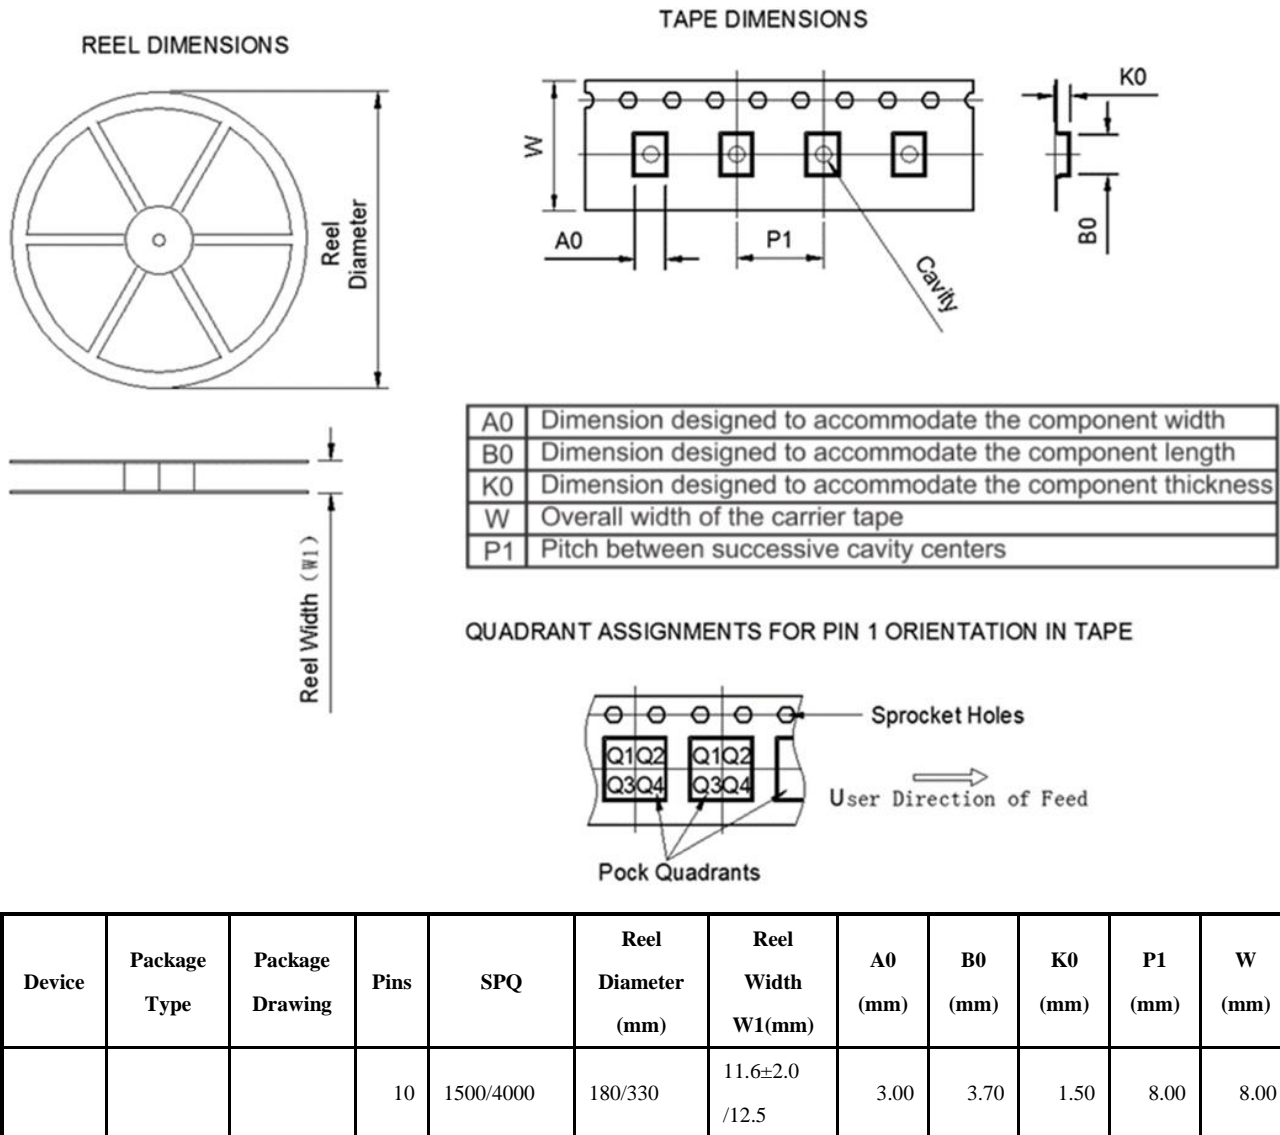 REEL DIMENSIONS
TAPE DIMENSIONS
Reel
Diameter
W
A0
P1
Cavity
K0
B0
Reel Width (W1)
A0 Dimension designed to accommodate the component width
B0 Dimension designed to accommodate the component length
K0 Dimension designed to accommodate the component thickness
W Overall width of the carrier tape
P1 Pitch between successive cavity centers
QUADRANT ASSIGNMENTS FOR PIN 1 ORIENTATION IN TAPE
Sprocket Holes
Q1 Q2 Q1 Q2
Q3 Q4 Q3 Q4
User Direction of Feed
Pock Quadrants
Device Package Type Package Drawing Pins SPQ Reel Diameter (mm) Reel Width W1(mm) A0 (mm) B0 (mm) K0 (mm) P1 (mm) W (mm)
10 1500/4000 180/330 11.6±2.0 /12.5 3.00 3.70 1.50 8.00 8.00